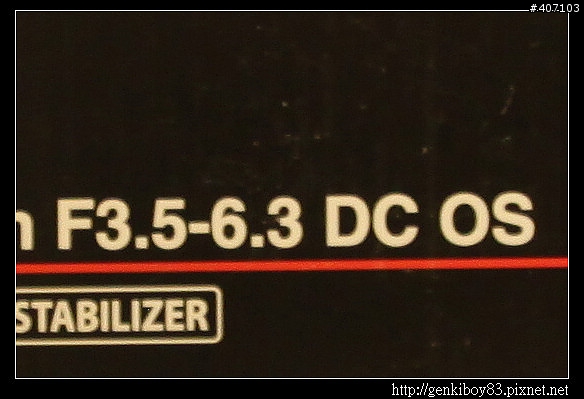 #407103
F3.5-6.3 DC OS
STABILIZER
http://genkiboy83.pixnet.net